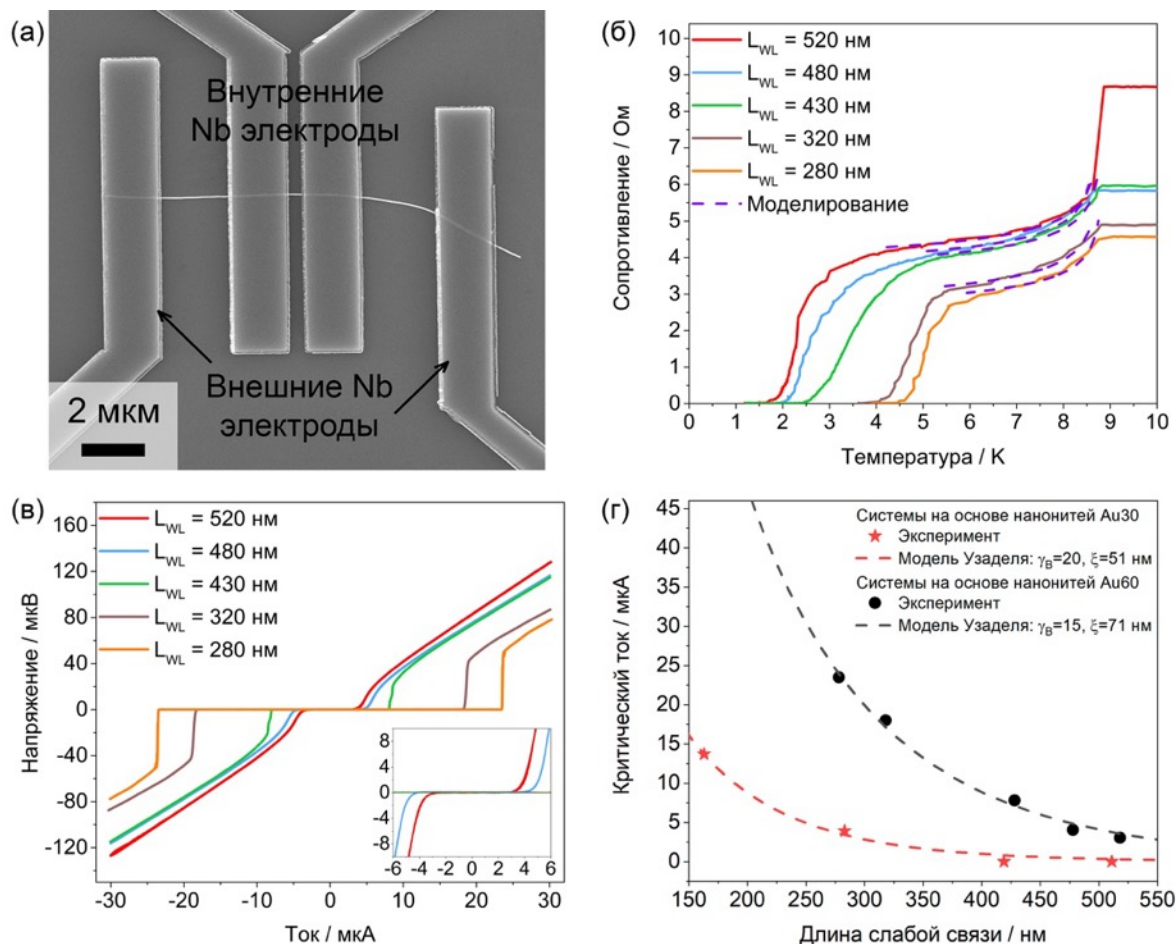 (а)
Внутренние
Nb электроды
Внешние Nb
электроды
2 мкм
(б)
10
9
8
7
6
5
4
3
2
1
0
Сопротивление / Ом
L_WL = 520 нм
L_WL = 480 нм
L_WL = 430 нм
L_WL = 320 нм
L_WL = 280 нм
Моделирование
0 1 2 3 4 5 6 7 8 9 10
Температура / К
(в)
160
120
80
40
0
-40
-80
-120
Напряжение / мкВ
L_WL = 520 нм
L_WL = 480 нм
L_WL = 430 нм
L_WL = 320 нм
L_WL = 280 нм
8
4
0
-4
-8
-6 -4 -2 0 2 4 6
-30 -20 -10 0 10 20 30
Ток / мкА
(г)
45
40
35
30
25
20
15
10
5
0
Критический ток / мкА
Системы на основе нанонитей Au30
Эксперимент
Модель Узаделя: γ_B=20, ξ=51 нм
Системы на основе нанонитей Au60
Эксперимент
Модель Узаделя: γ_B=15, ξ=71 нм
150 200 250 300 350 400 450 500 550
Длина слабой связи / нм